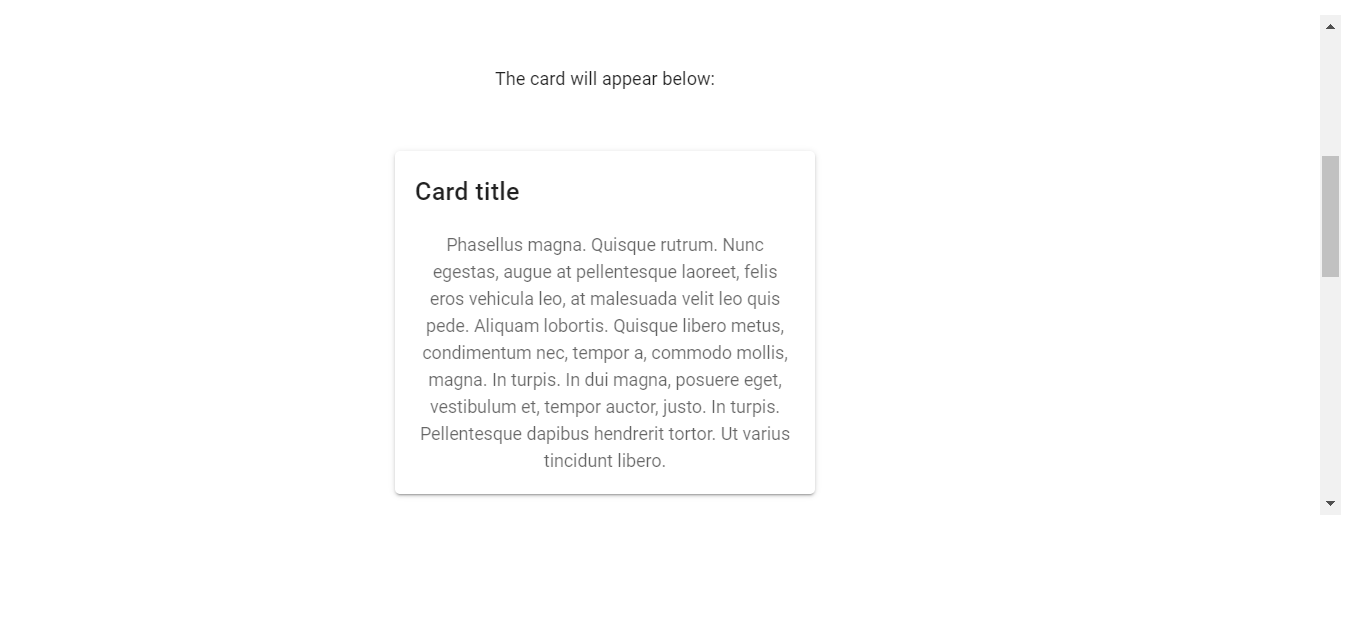 The card will appear below:
Card title
Phasellus magna. Quisque rutrum. Nunc
egestas, augue at pellentesque laoreet, felis
eros vehicula leo, at malesuada velit leo quis
pede. Aliquam lobortis. Quisque libero metus,
condimentum nec, tempor a, commodo mollis,
magna. In turpis. In dui magna, posuere eget,
vestibulum et, tempor auctor, justo. In turpis.
Pellentesque dapibus hendrerit tortor. Ut varius
tincidunt libero.